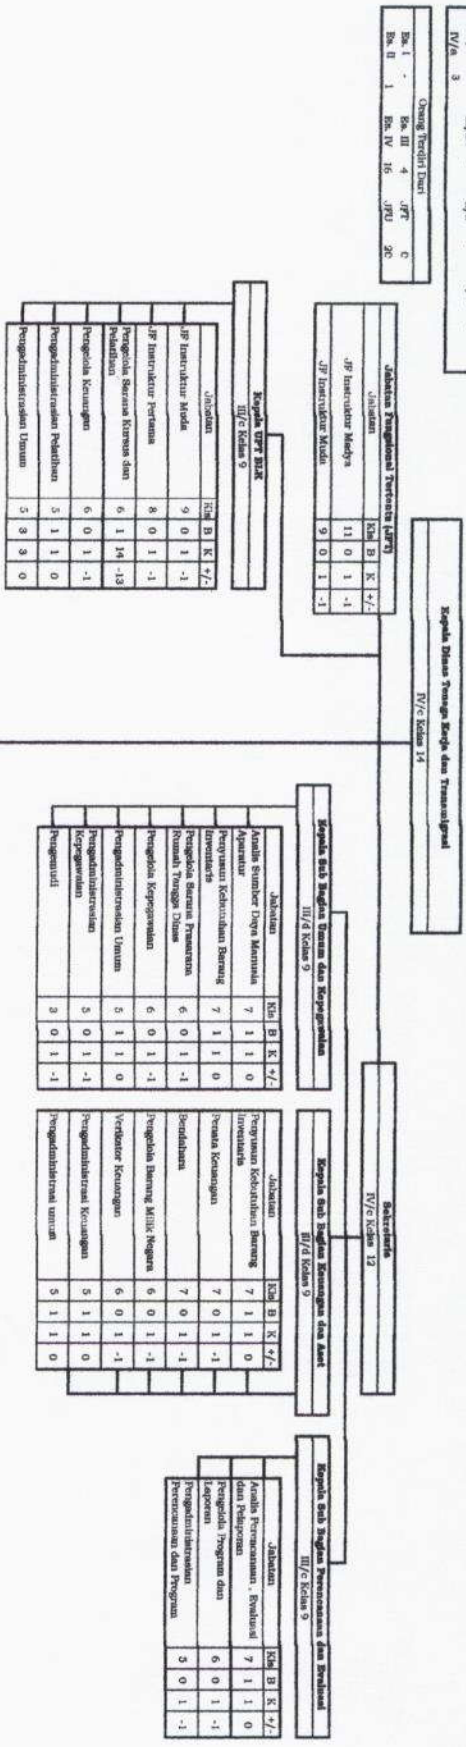 IV/a 3
Orang Terdiri Dari
Es. I - Es. III 4 JFT 0
Es. II 1 Es. IV 16 JFU
Kepala Dinas Tenaga Kerja dan Transmigrasi
IV/c Kelas 14
Jabatan Fungsional Tertentu (JFT)
Jabatan Kls B K +/-
JF Instruktur Madya 11 0 1 -1
JF Instruktur Muda 9 0 1 -1
Sekretaris
IV/c Kelas 12
Kepala UPT BLK
III/c Kelas 9
Jabatan Kls B K +/-
JF Instruktur Muda 9 0 1 -1
JF Instruktur Pertama 8 0 1 -1
Pengelola Sarana Kursus dan
Pelatihan 6 1 14 -13
Pengelola Keuangan 6 0 1 -1
Pengadministrasian Pelatihan 5 1 1 0
Pengadministrasian Umum 5 3 3 0
Kepala Sub Bagian Umum dan Kepegawaian
III/d Kelas 9
Jabatan Kls B K +/-
Analis Sumber Daya Manusia
Aparatur 7 1 1 0
Penyusun Kebutuhan Barang
Inventaris 7 1 1 0
Pengelola Sarana Prasarana
Rumah Tangga Dinas 6 0 1 -1
Pengelola Kepegawaian 6 0 1 -1
Pengadministrasian Umum 5 1 1 0
Pengadministrasian
Kepegawaian 5 0 1 -1
Pengemudi 3 0 1 -1
Kepala Sub Bagian Keuangan dan Aset
III/d Kelas 9
Jabatan Kls B K +/-
Penyusun Kebutuhan Barang
Inventaris 7 1 1 0
Penata Keuangan 7 0 1 -1
Bendahara 7 0 1 -1
Pengelola Barang Milik Negara 6 0 1 -1
Verikator Keuangan 6 0 1 -1
Pengadministrasi Keuangan 5 1 1 0
Pengadministrasi umum 5 1 1 0
Kepala Sub Bagian Perencanaan dan Evaluasi
III/c Kelas 9
Jabatan Kls B K +/-
Analis Perencanaan , Evaluasi
dan Pelaporan 7 1 1 0
Pengelola Program dan
Laporan 6 0 1 -1
Pengadministrasian
Perencanaan dan Program 5 0 1 -1